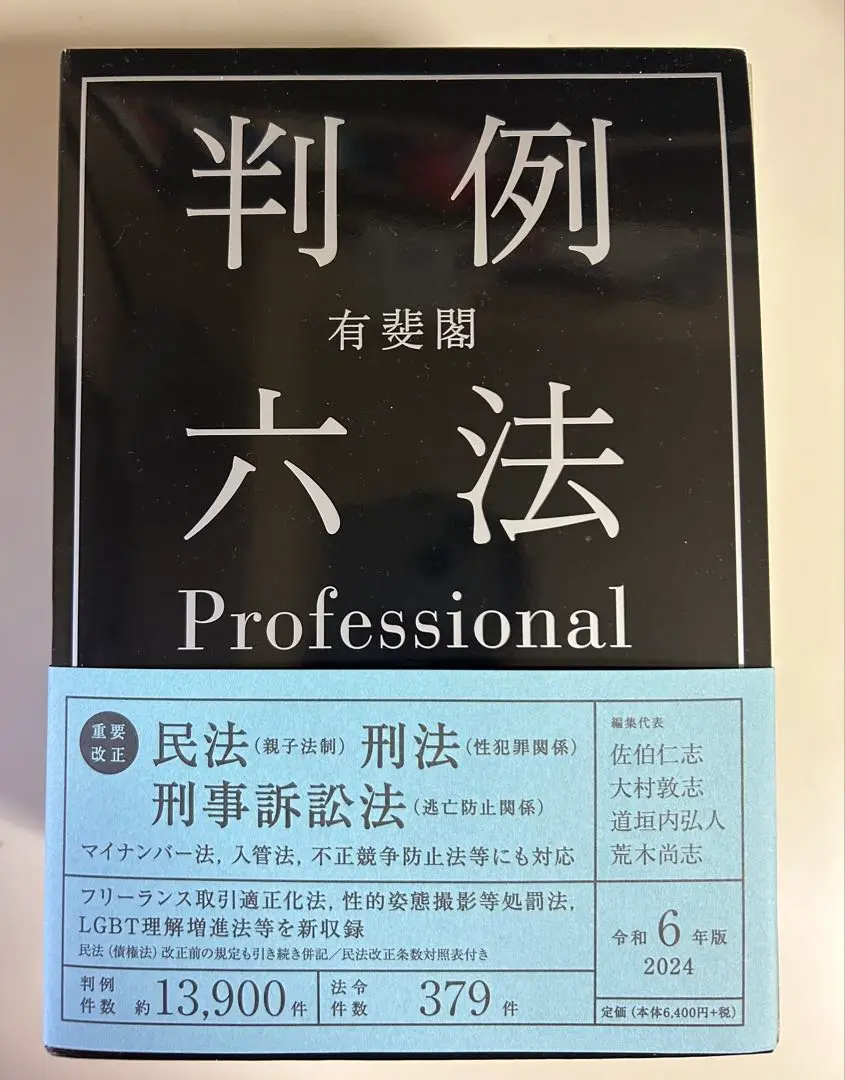 判例
有斐閣
六法
Professional
重要
改正
民法(親子法制) 刑法(性犯罪関係)
刑事訴訟法(逃亡防止関係)
マイナンバー法, 入管法, 不正競争防止法等にも対応
フリーランス取引適正化法, 性的姿態撮影等処罰法,
LGBT理解増進法等を新収録
民法(債権法)改正前の規定も引き続き併記/民法改正条数対照表付き
判例
件数 約13,900件
法令
件数 379件
編集代表
佐伯仁志
大村敦志
道垣内弘人
荒木尚志
令和6年版
2024
定価(本体6,400円+税)